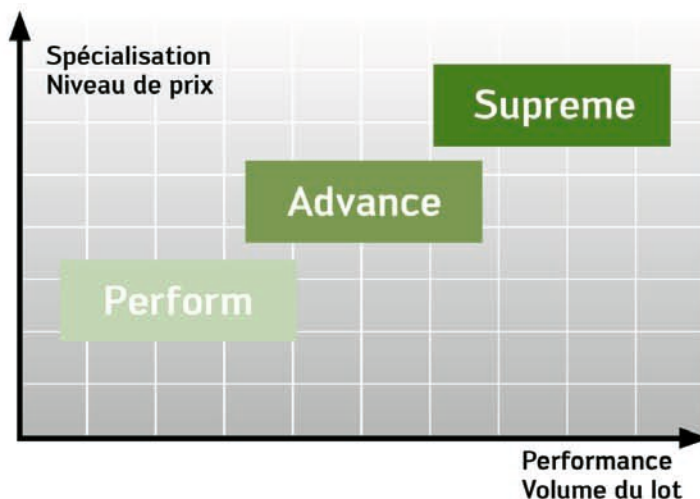 Spécialisation
Niveau de prix
Supreme
Advance
Perform
Performance
Volume du lot